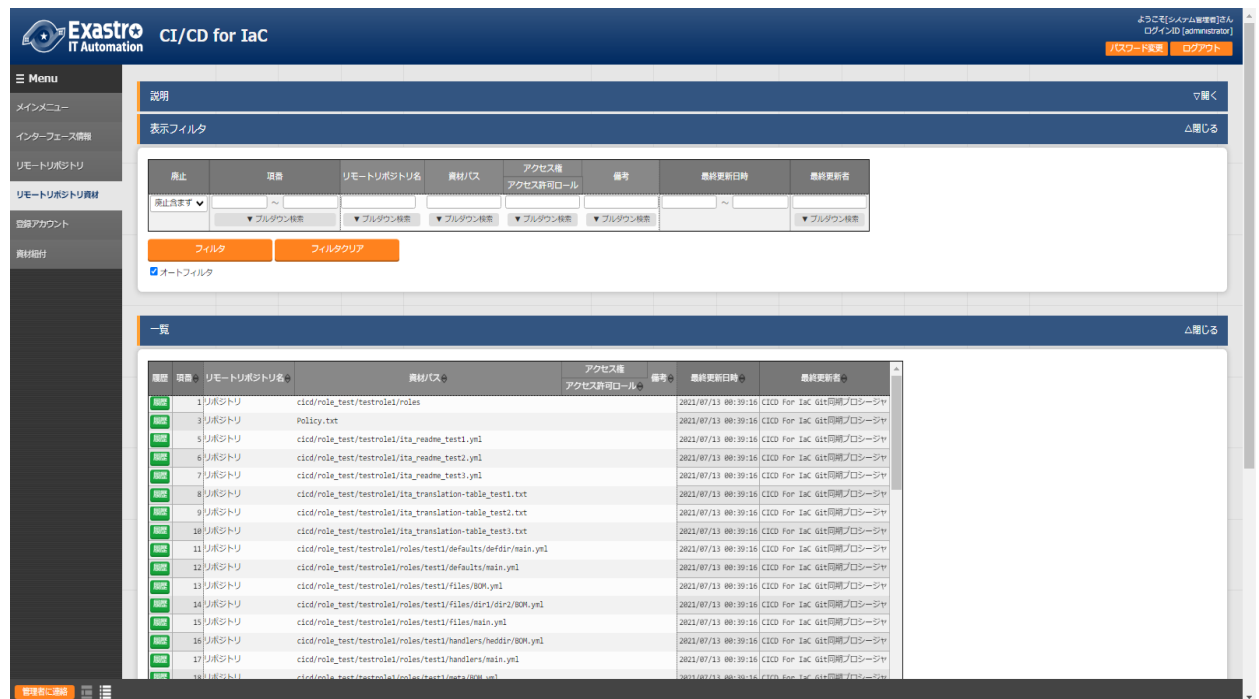 Exastro
IT Automation
CI/CD for IaC
ようこそ[システム管理者]さん
ログインID [administrator]
パスワード変更 ログアウト
Menu
メインメニュー
インターフェース情報
リモートリポジトリ
リモートリポジトリ資材
登録アカウント
資材紐付
説明 ▽開く
表示フィルタ △閉じる
廃止 項番 リモートリポジトリ名 資材パス アクセス権 備考 最終更新日時 最終更新者
アクセス許可ロール
廃止含まず ～ ～
▼ プルダウン検索 ▼ プルダウン検索 ▼ プルダウン検索 ▼ プルダウン検索 ▼ プルダウン検索 ▼ プルダウン検索
フィルタ フィルタクリア
オートフィルタ
一覧 △閉じる
履歴 項番 リモートリポジトリ名 資材パス アクセス権 備考 最終更新日時 最終更新者
アクセス許可ロール
履歴 1 リポジトリ cicd/role_test/testrole1/roles 2021/07/13 00:39:16 CICD For IaC Git同期プロシージャ
履歴 3 リポジトリ Policy.txt 2021/07/13 00:39:16 CICD For IaC Git同期プロシージャ
履歴 5 リポジトリ cicd/role_test/testrole1/ita_readme_test1.yml 2021/07/13 00:39:16 CICD For IaC Git同期プロシージャ
履歴 6 リポジトリ cicd/role_test/testrole1/ita_readme_test2.yml 2021/07/13 00:39:16 CICD For IaC Git同期プロシージャ
履歴 7 リポジトリ cicd/role_test/testrole1/ita_readme_test3.yml 2021/07/13 00:39:16 CICD For IaC Git同期プロシージャ
履歴 8 リポジトリ cicd/role_test/testrole1/ita_translation-table_test1.txt 2021/07/13 00:39:16 CICD For IaC Git同期プロシージャ
履歴 9 リポジトリ cicd/role_test/testrole1/ita_translation-table_test2.txt 2021/07/13 00:39:16 CICD For IaC Git同期プロシージャ
履歴 10 リポジトリ cicd/role_test/testrole1/ita_translation-table_test3.txt 2021/07/13 00:39:16 CICD For IaC Git同期プロシージャ
履歴 11 リポジトリ cicd/role_test/testrole1/roles/test1/defaults/defdir/main.yml 2021/07/13 00:39:16 CICD For IaC Git同期プロシージャ
履歴 12 リポジトリ cicd/role_test/testrole1/roles/test1/defaults/main.yml 2021/07/13 00:39:16 CICD For IaC Git同期プロシージャ
履歴 13 リポジトリ cicd/role_test/testrole1/roles/test1/files/BOM.yml 2021/07/13 00:39:16 CICD For IaC Git同期プロシージャ
履歴 14 リポジトリ cicd/role_test/testrole1/roles/test1/files/dir1/dir2/BOM.yml 2021/07/13 00:39:16 CICD For IaC Git同期プロシージャ
履歴 15 リポジトリ cicd/role_test/testrole1/roles/test1/files/main.yml 2021/07/13 00:39:16 CICD For IaC Git同期プロシージャ
履歴 16 リポジトリ cicd/role_test/testrole1/roles/test1/handlers/heddir/BOM.yml 2021/07/13 00:39:16 CICD For IaC Git同期プロシージャ
履歴 17 リポジトリ cicd/role_test/testrole1/roles/test1/handlers/main.yml 2021/07/13 00:39:16 CICD For IaC Git同期プロシージャ
履歴 18 リポジトリ cicd/role_test/testrole1/roles/test1/meta/BOM.yml 2021/07/13 00:39:16 CICD For IaC Git同期プロシージャ
管理者に連絡